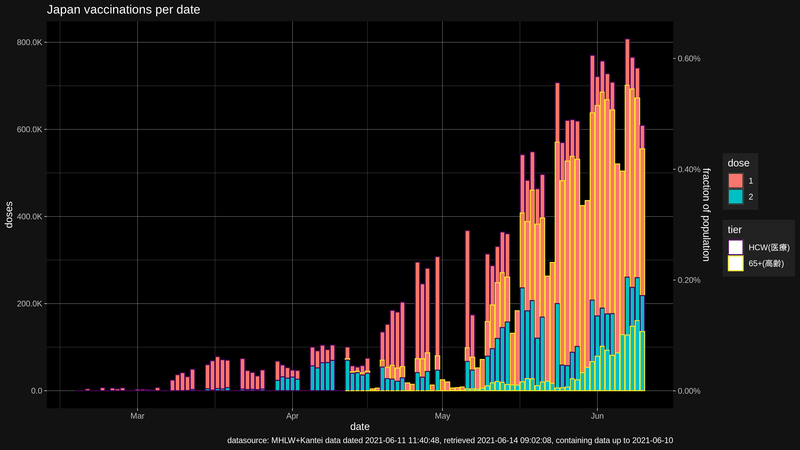 Japan vaccinations per date
800.0K
600.0K
400.0K
200.0K
0.0
doses
0.60%
0.40%
0.20%
0.00%
fraction of population
Mar
Apr
May
Jun
date
dose
1
2
tier
HCW(医療)
65+(高齢)
datasource: MHLW+Kantei data dated 2021-06-11 11:40:48, retrieved 2021-06-14 09:02:08, containing data up to 2021-06-10